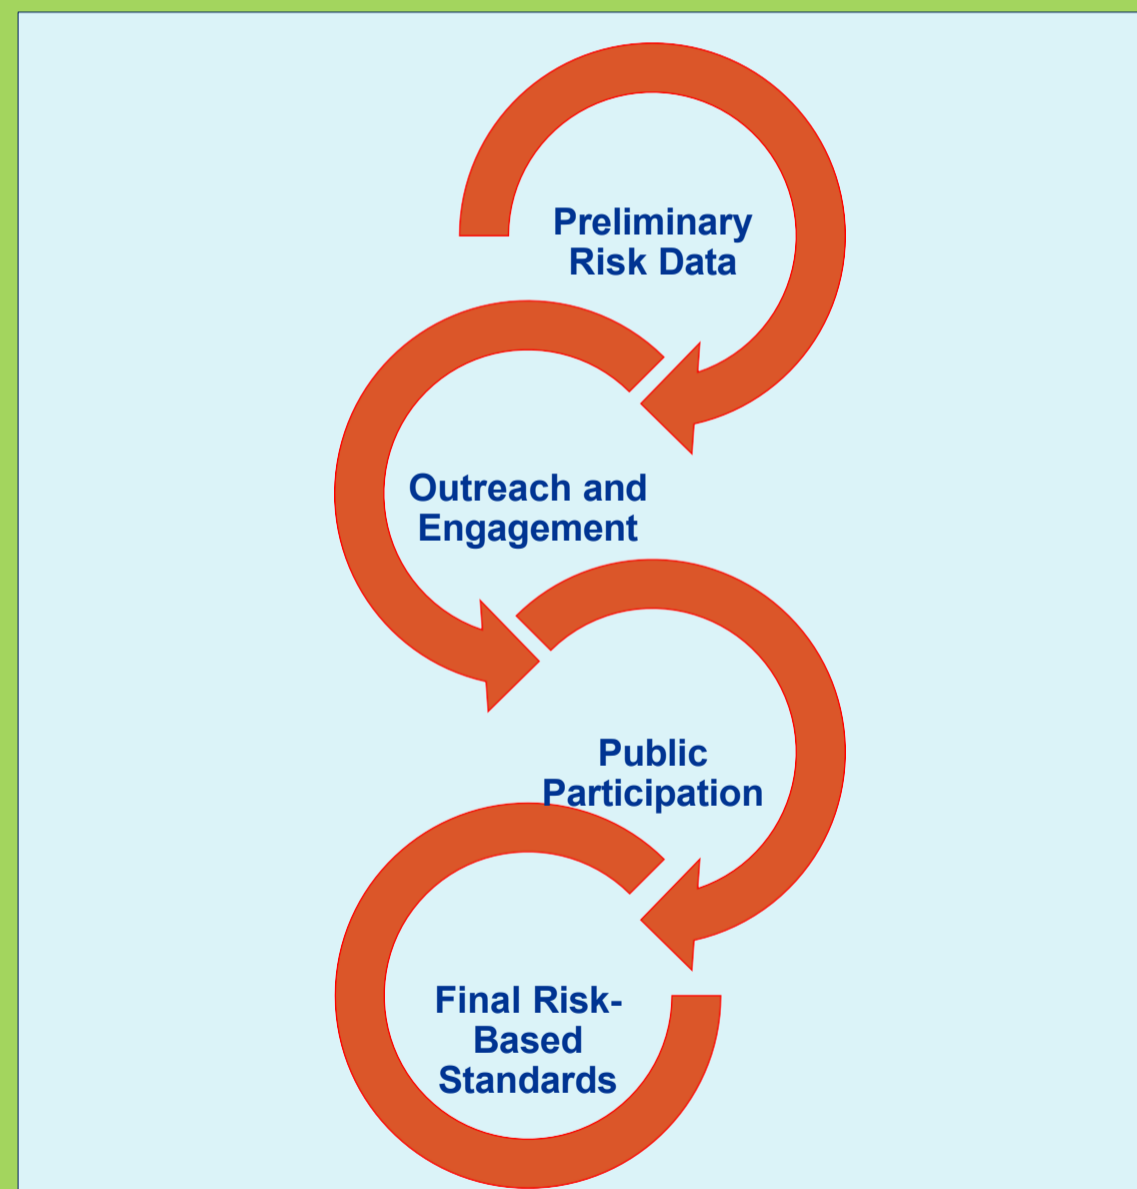 Preliminary
Risk Data
Outreach and
Engagement
Public
Participation
Final Risk-
Based
Standards